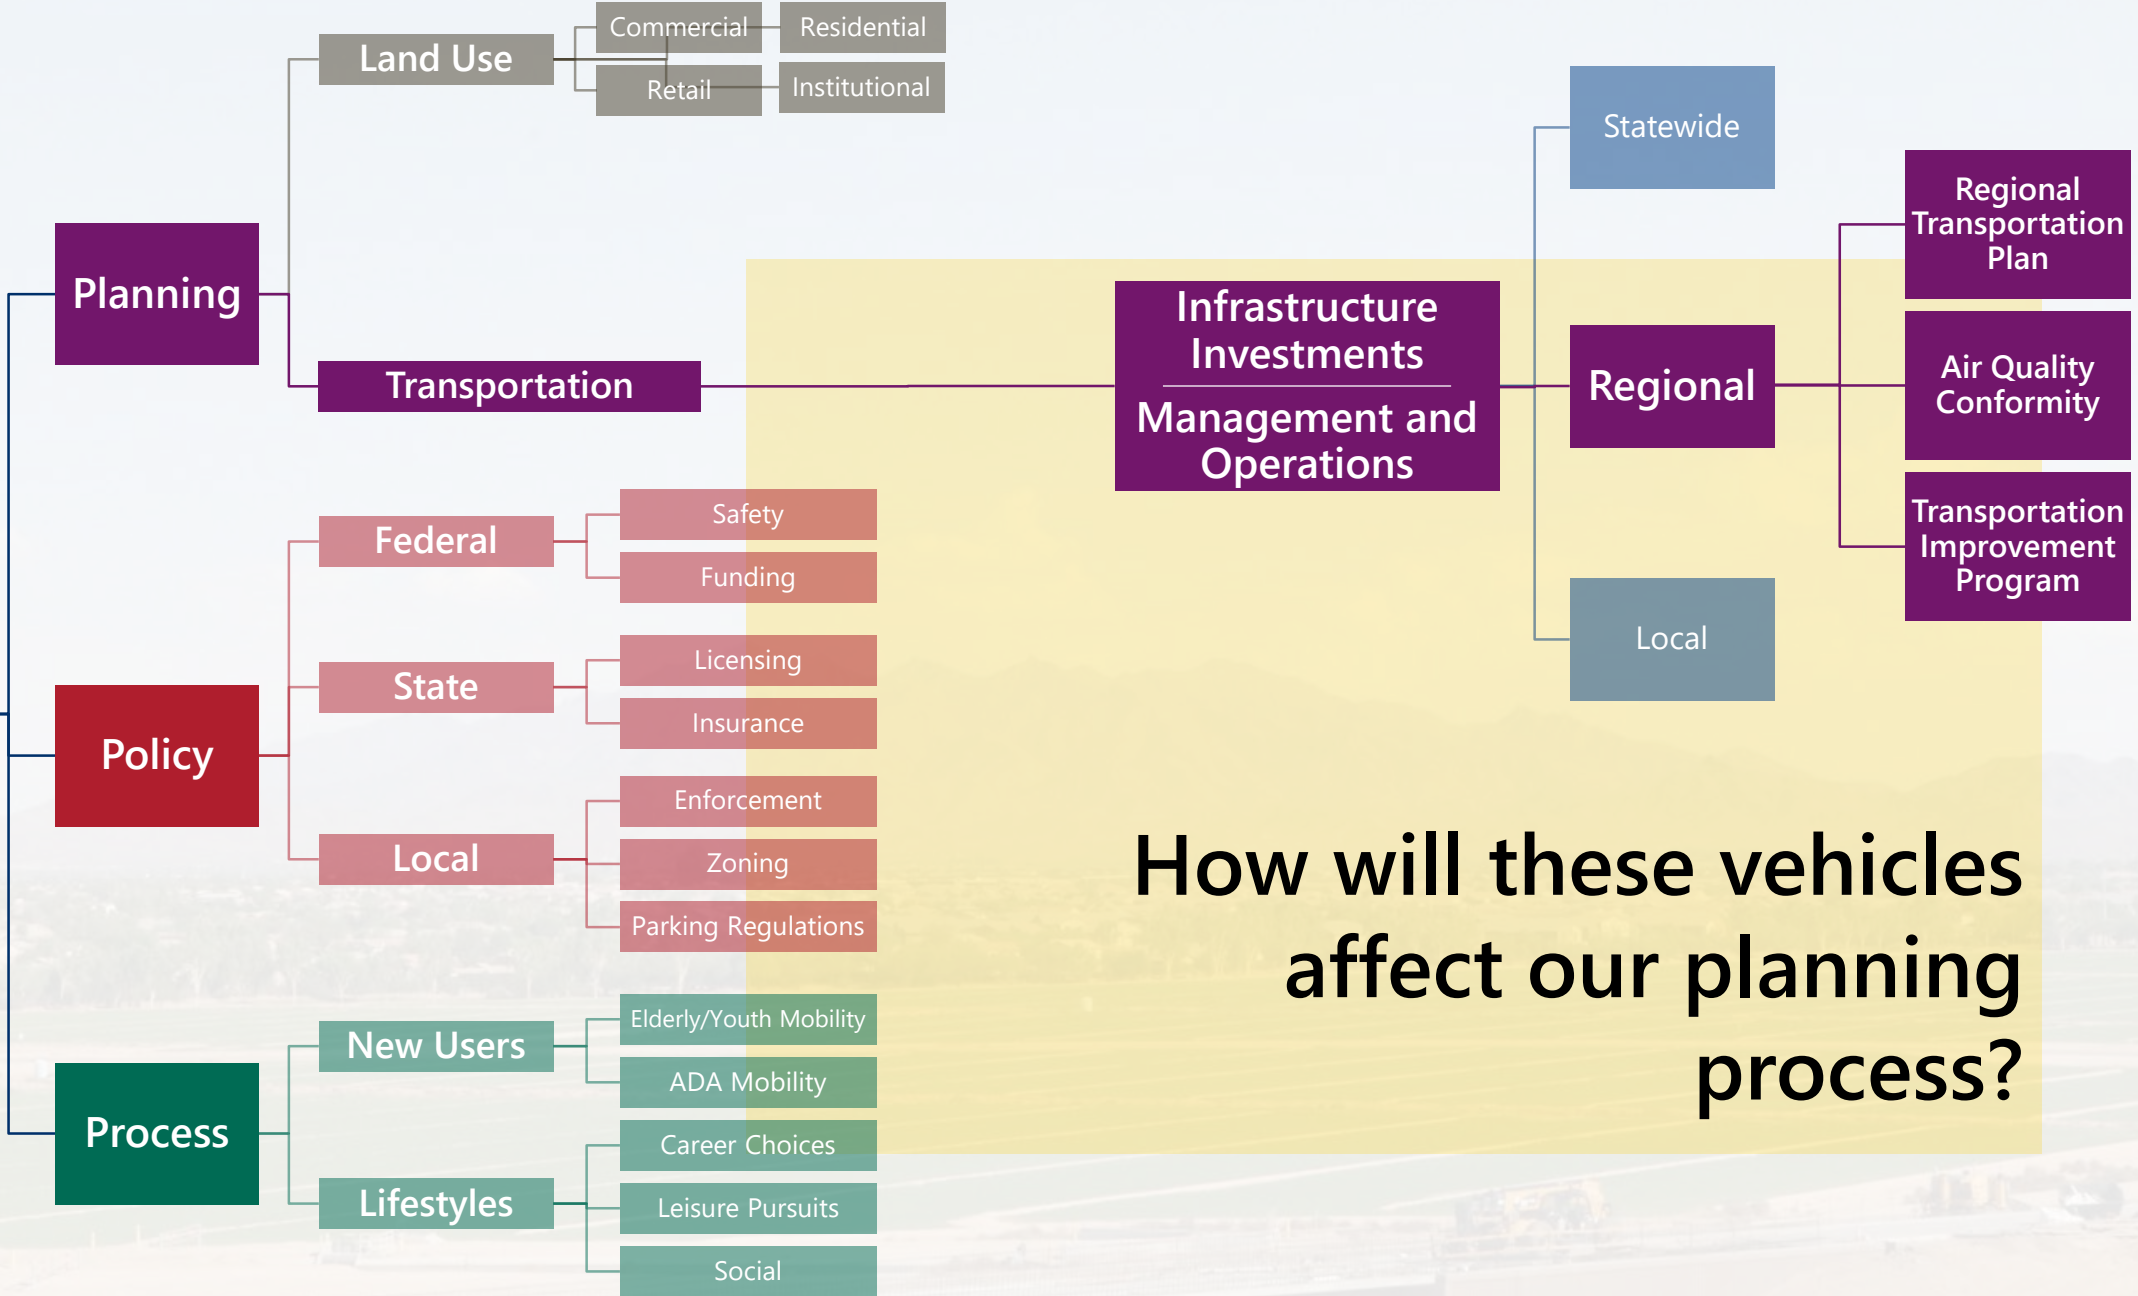 Commercial
Residential
Land Use
Retail
Institutional
Statewide
Regional
Transportation
Plan
Planning
Infrastructure
Investments
Management and
Operations
Transportation
Regional
Air Quality
Conformity
Transportation
Improvement
Program
Local
Federal
Safety
Funding
State
Licensing
Insurance
Policy
Local
Enforcement
Zoning
Parking Regulations
How will these vehicles
affect our planning
process?
New Users
Elderly/Youth Mobility
ADA Mobility
Process
Lifestyles
Career Choices
Leisure Pursuits
Social